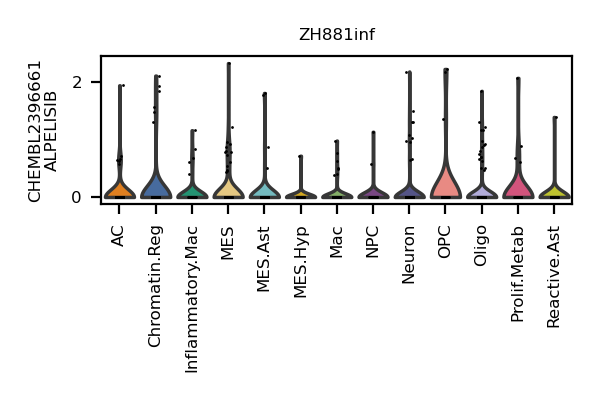 ZH881inf
CHEMBL2396661
ALPELISIB
2
0
AC
Chromatin.Reg
Inflammatory.Mac
MES
MES.Ast
MES.Hyp
Mac
NPC
Neuron
OPC
Oligo
Prolif.Metab
Reactive.Ast